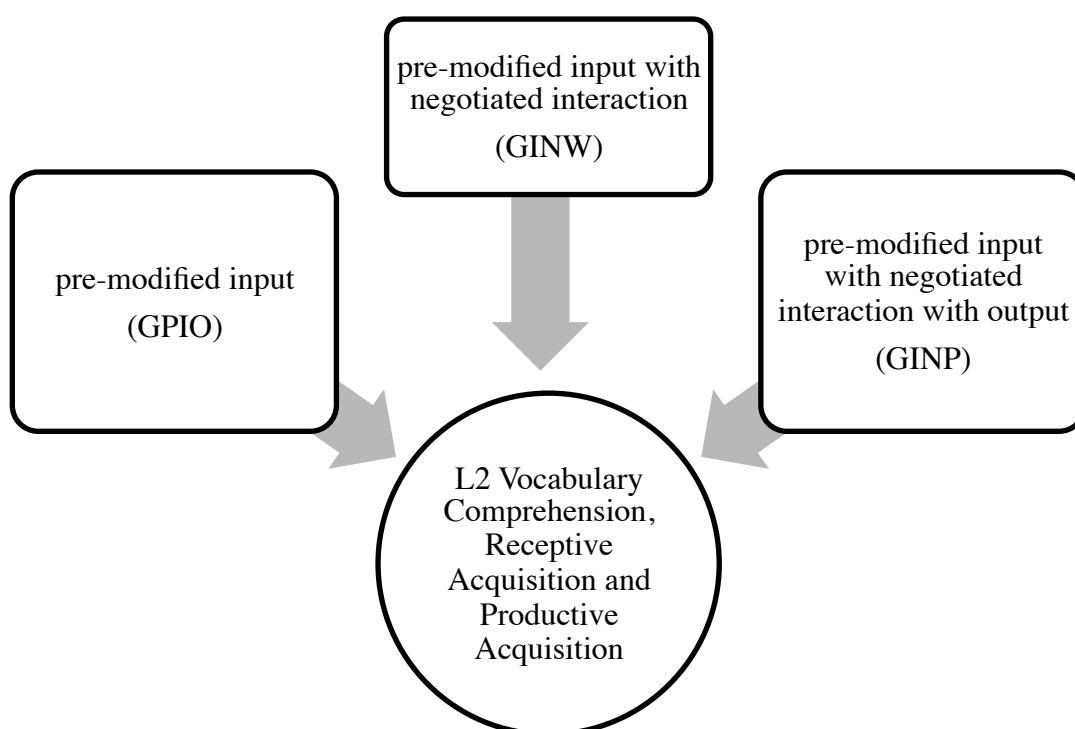 pre-modified input with
negotiated interaction
(GINW)
pre-modified input
(GPIO)
pre-modified input
with negotiated
interaction with output
(GINP)
L2 Vocabulary
Comprehension,
Receptive
Acquisition and
Productive
Acquisition